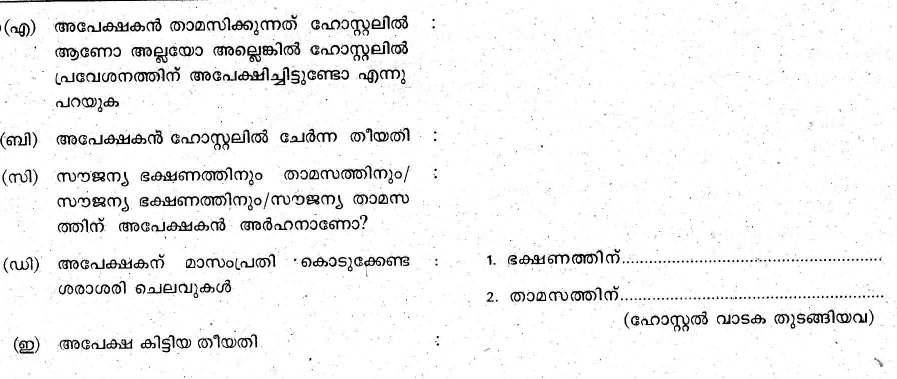 (എ) അപേക്ഷകൻ താമസിക്കുന്നത് ഹോസ്റ്റലിൽ :
ആണോ അല്ലയോ അല്ലെങ്കിൽ ഹോസ്റ്റലിൽ
പ്രവേശനത്തിന് അപേക്ഷിച്ചിട്ടുണ്ടോ എന്നു
പറയുക
(ബി) അപേക്ഷകൻ ഹോസ്റ്റലിൽ ചേർന്ന തീയതി :
(സി) സൗജന്യ ഭക്ഷണത്തിനും താമസത്തിനും/ :
സൗജന്യ ഭക്ഷണത്തിനും/സൗജന്യ താമസ
ത്തിന് അപേക്ഷകൻ അർഹനാണോ?
(ഡി) അപേക്ഷകന് മാസംപ്രതി കൊടുക്കേണ്ട : 1. ഭക്ഷണത്തിന്..........................................................
ശരാശരി ചെലവുകൾ
2. താമസത്തിന്..........................................................
(ഹോസ്റ്റൽ വാടക തുടങ്ങിയവ)
(ഇ) അപേക്ഷ കിട്ടിയ തീയതി :